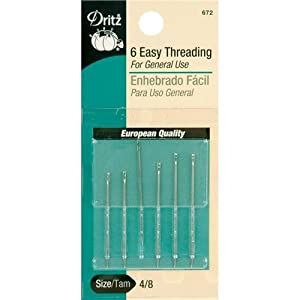 Dritz
672
6 Easy Threading
For General Use
Enhebrado Fácil
Para Uso General
European Quality
Size/Tam 4/8